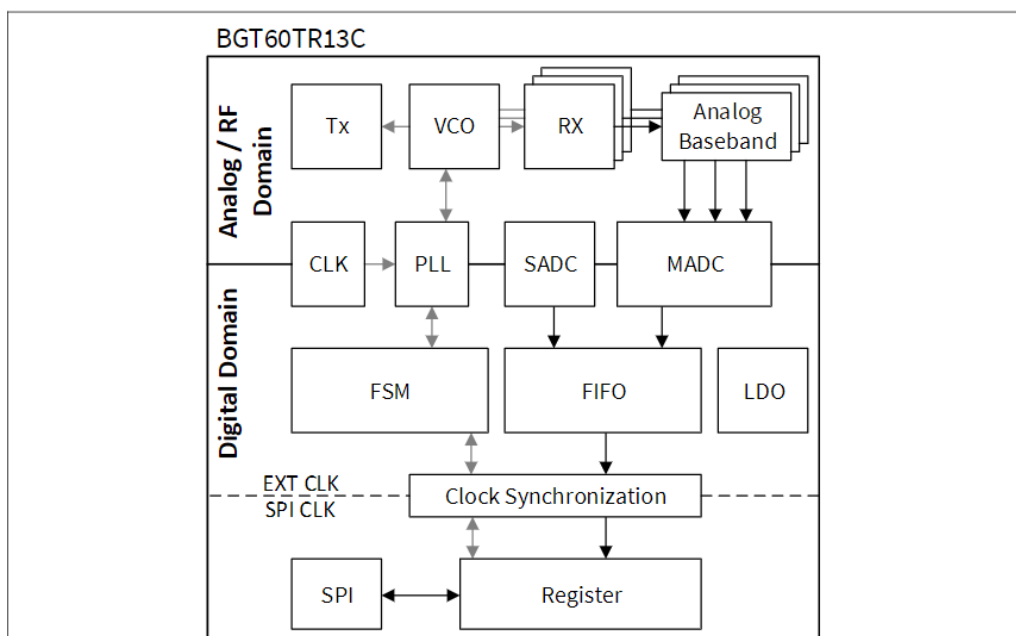 BGT60TR13C
Analog / RF
Domain
Tx
VCO
RX
Analog
Baseband
CLK
PLL
SADC
MADC
Digital Domain
FSM
FIFO
LDO
EXT CLK
SPI CLK
Clock Synchronization
SPI
Register